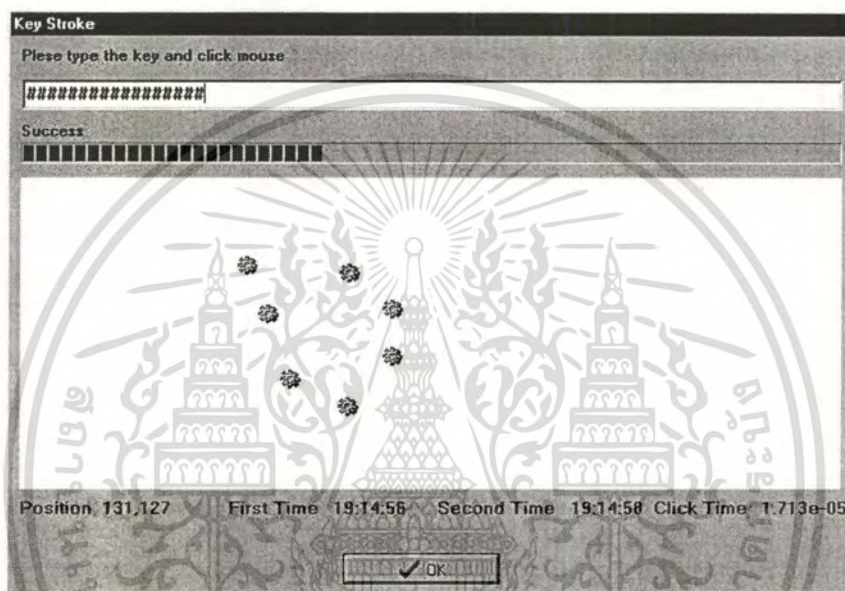 Key Stroke
Plese type the key and click mouse
#################
Success
Position 131,127 First Time 19:14:56 Second Time 19:14:58 Click Time 1.713e-05
OK